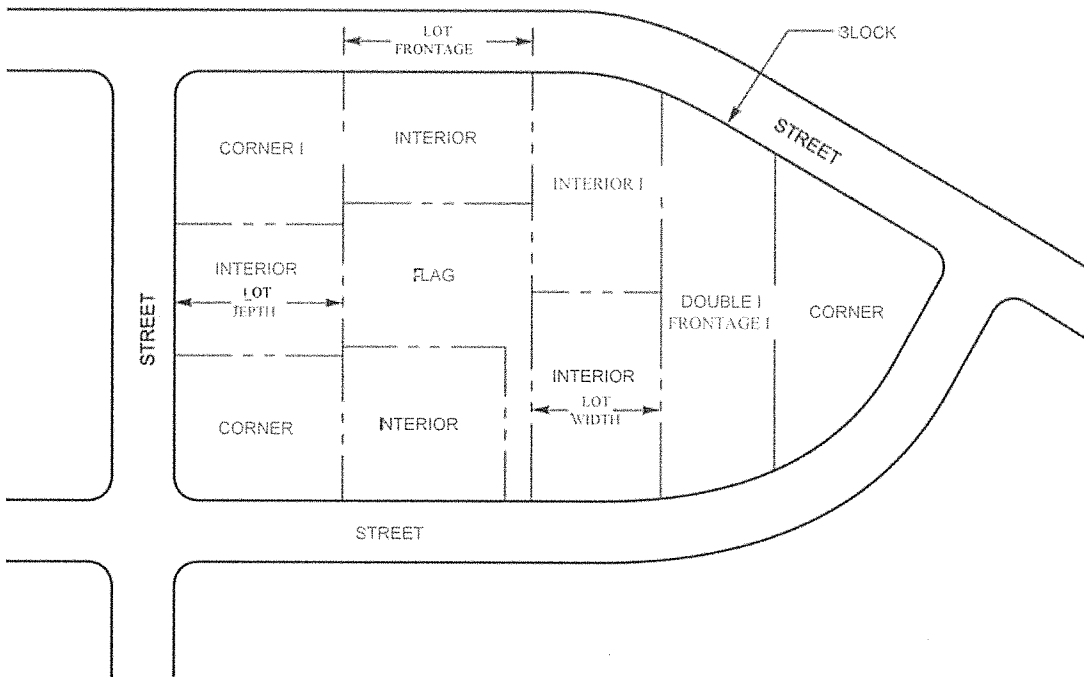 LOT
FRONTAGE
3LOCK
STREET
CORNER I
INTERIOR
INTERIOR I
INTERIOR
LOT
JEPTH
FLAG
DOUBLE I
FRONTAGE I
CORNER
STREET
INTERIOR
LOT
WIDTH
CORNER
INTERIOR
STREET